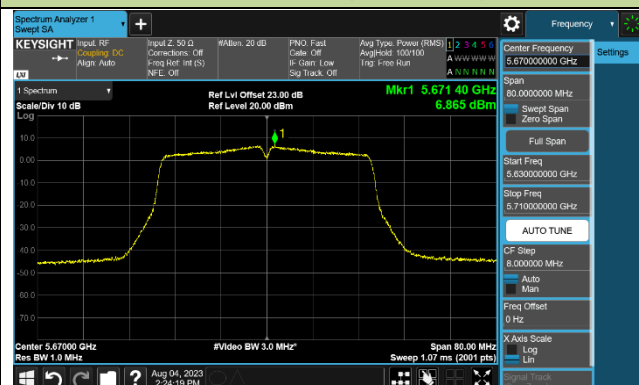 Spectrum Analyzer 1
Swept SA
Frequency
KEYSIGHT
Input: RF
Coupling: DC
Align: Auto
Input Z: 50 Ω
Corrections: Off
Freq Ref: Int (S)
NFE: Off
#Atten: 20 dB
PNO: Fast
Gate: Off
IF Gain: Low
Sig Track: Off
Avg Type: Power (RMS)
Avg|Hold: 100/100
Trig: Free Run
1 2 3 4 5 6
A W W W W W
A N N N N N
LXI
Center Frequency
5.670000000 GHz
Settings
Span
80.0000000 MHz
Swept Span
Zero Span
Full Span
Start Freq
5.630000000 GHz
Stop Freq
5.710000000 GHz
AUTO TUNE
CF Step
8.000000 MHz
Auto
Man
Freq Offset
0 Hz
X Axis Scale
Log
Lin
Signal Track
1 Spectrum
Scale/Div 10 dB
Log
Ref Lvl Offset 23.00 dB
Ref Level 20.00 dBm
Mkr1 5.671 40 GHz
6.865 dBm
1
10.0
0.00
-10.0
-20.0
-30.0
-40.0
-50.0
-60.0
-70.0
Center 5.67000 GHz
#Video BW 3.0 MHz*
Span 80.00 MHz
Res BW 1.0 MHz
Sweep 1.07 ms (2001 pts)
?
Aug 04, 2023
2:24:19 PM